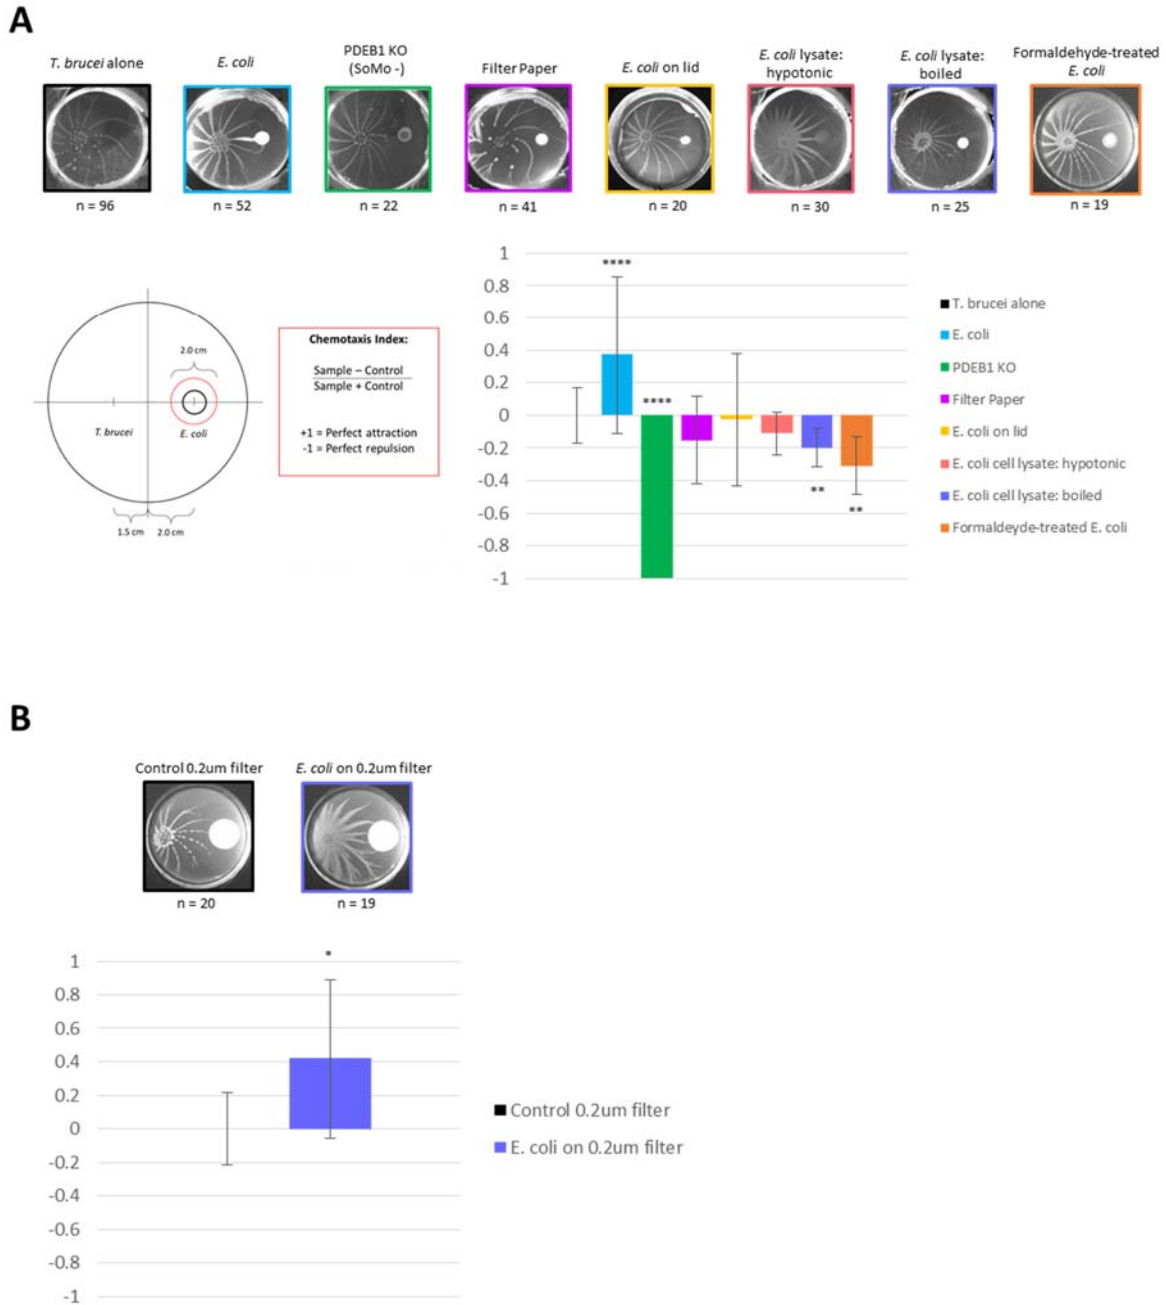 A
T. brucei alone
E. coli
PDEB1 KO
(SoMo -)
Filter Paper
E. coli on lid
E. coli lysate:
hypotonic
E. coli lysate:
boiled
Formaldehyde-treated
E. coli
n = 96
n = 52
n = 22
n = 41
n = 20
n = 30
n = 25
n = 19
2.0 cm
T. brucei
E. coli
1.5 cm
2.0 cm
Chemotaxis Index:
Sample – Control
Sample + Control
+1 = Perfect attraction
-1 = Perfect repulsion
1
0.8
0.6
0.4
0.2
0
-0.2
-0.4
-0.6
-0.8
-1
****
****
**
**
T. brucei alone
E. coli
PDEB1 KO
Filter Paper
E. coli on lid
E. coli cell lysate: hypotonic
E. coli cell lysate: boiled
Formaldeyde-treated E. coli
B
Control 0.2um filter
E. coli on 0.2um filter
n = 20
n = 19
1
0.8
0.6
0.4
0.2
0
-0.2
-0.4
-0.6
-0.8
-1
*
Control 0.2um filter
E. coli on 0.2um filter